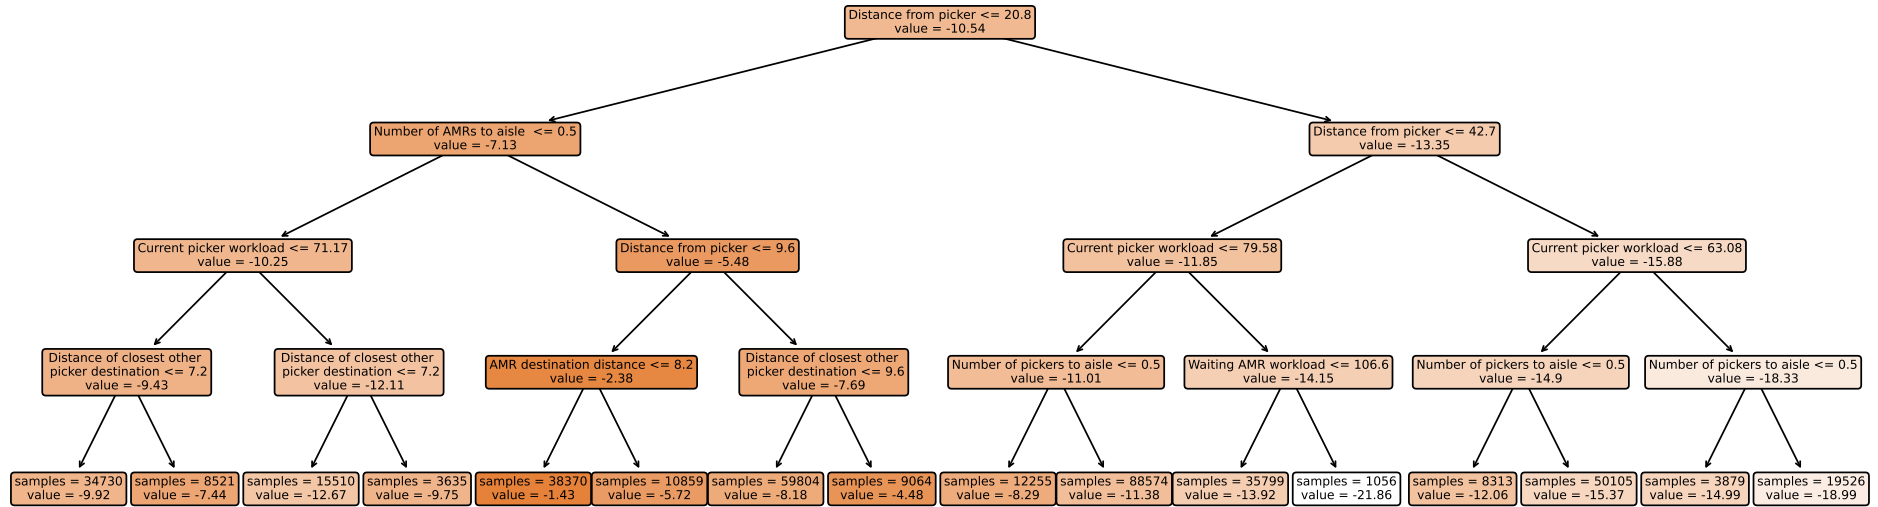 Distance from picker <= 20.8
value = -10.54
Number of AMRs to aisle  <= 0.5
value = -7.13
Distance from picker <= 42.7
value = -13.35
Current picker workload <= 71.17
value = -10.25
Distance from picker <= 9.6
value = -5.48
Current picker workload <= 79.58
value = -11.85
Current picker workload <= 63.08
value = -15.88
Distance of closest other
picker destination <= 7.2
value = -9.43
Distance of closest other
picker destination <= 7.2
value = -12.11
AMR destination distance <= 8.2
value = -2.38
Distance of closest other
picker destination <= 9.6
value = -7.69
Number of pickers to aisle <= 0.5
value = -11.01
Waiting AMR workload <= 106.6
value = -14.15
Number of pickers to aisle <= 0.5
value = -14.9
Number of pickers to aisle <= 0.5
value = -18.33
samples = 34730
value = -9.92
samples = 8521
value = -7.44
samples = 15510
value = -12.67
samples = 3635
value = -9.75
samples = 38370
value = -1.43
samples = 10859
value = -5.72
samples = 59804
value = -8.18
samples = 9064
value = -4.48
samples = 12255
value = -8.29
samples = 88574
value = -11.38
samples = 35799
value = -13.92
samples = 1056
value = -21.86
samples = 8313
value = -12.06
samples = 50105
value = -15.37
samples = 3879
value = -14.99
samples = 19526
value = -18.99